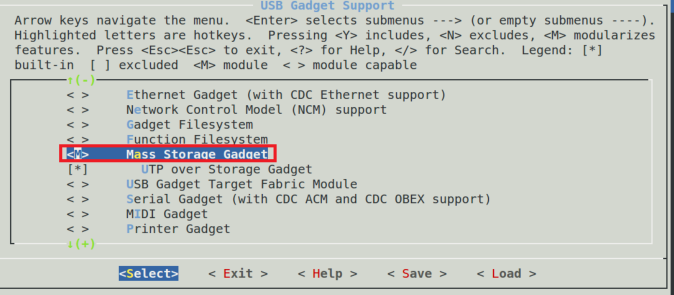 USB Gadget Support
Arrow keys navigate the menu.  <Enter> selects submenus ---> (or empty submenus ----).
Highlighted letters are hotkeys.  Pressing <Y> includes, <N> excludes, <M> modularizes
features.  Press <Esc><Esc> to exit, <?> for Help, </> for Search.  Legend: [*]
built-in  [ ] excluded  <M> module  < > module capable
↑(-)
< >     Ethernet Gadget (with CDC Ethernet support)
< >     Network Control Model (NCM) support
< >     Gadget Filesystem
< >     Function Filesystem
<M>     Mass Storage Gadget
[*]       UTP over Storage Gadget
< >     USB Gadget Target Fabric Module
< >     Serial Gadget (with CDC ACM and CDC OBEX support)
< >     MIDI Gadget
< >     Printer Gadget
↓(+)
<Select>    < Exit >    < Help >    < Save >    < Load >